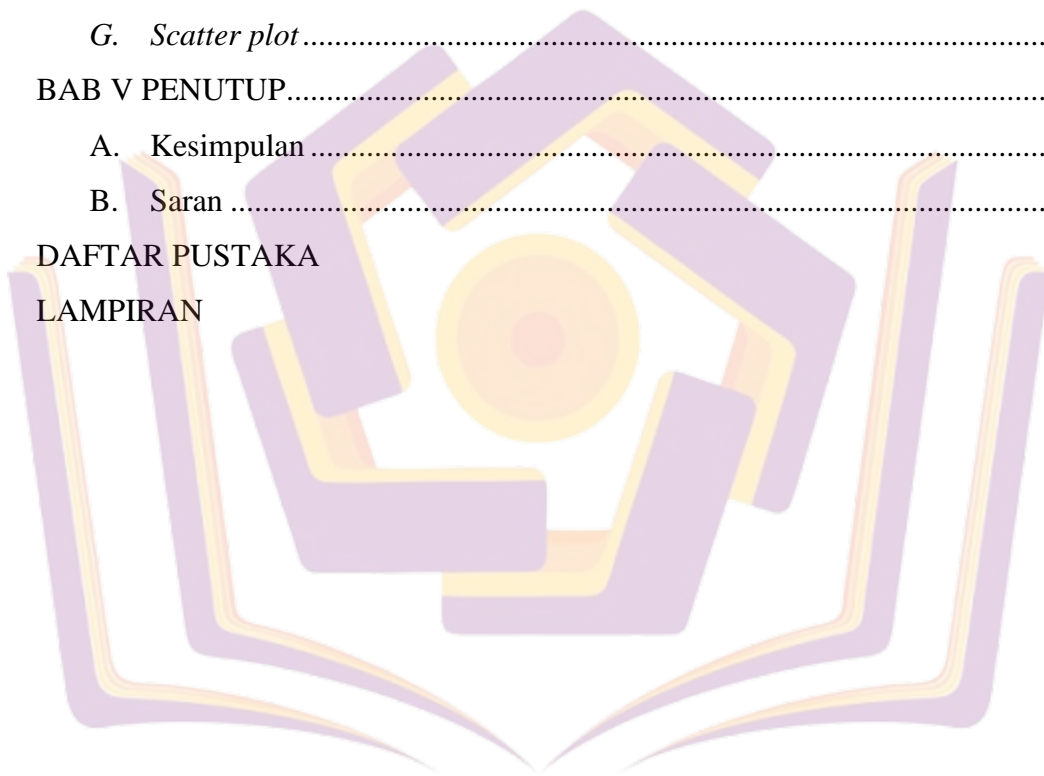 G. Scatter plot ........................................................................................................
BAB V PENUTUP........................................................................................................
A. Kesimpulan ........................................................................................................
B. Saran ........................................................................................................
DAFTAR PUSTAKA
LAMPIRAN